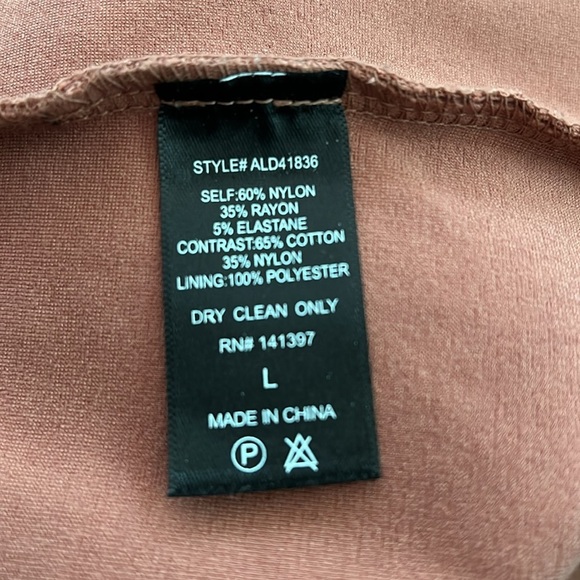 STYLE# ALD41836
SELF:60% NYLON
35% RAYON
5% ELASTANE
CONTRAST:65% COTTON
35% NYLON
LINING:100% POLYESTER
DRY CLEAN ONLY
RN# 141397
L
MADE IN CHINA
P